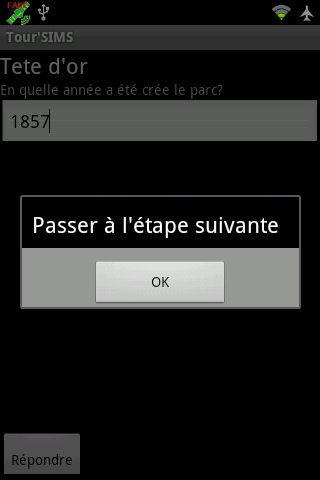 FAKE
Tour'SIMS
Tete d'or
En quelle année a été crée le parc?
1857
Passer à l'étape suivante
OK
Répondre